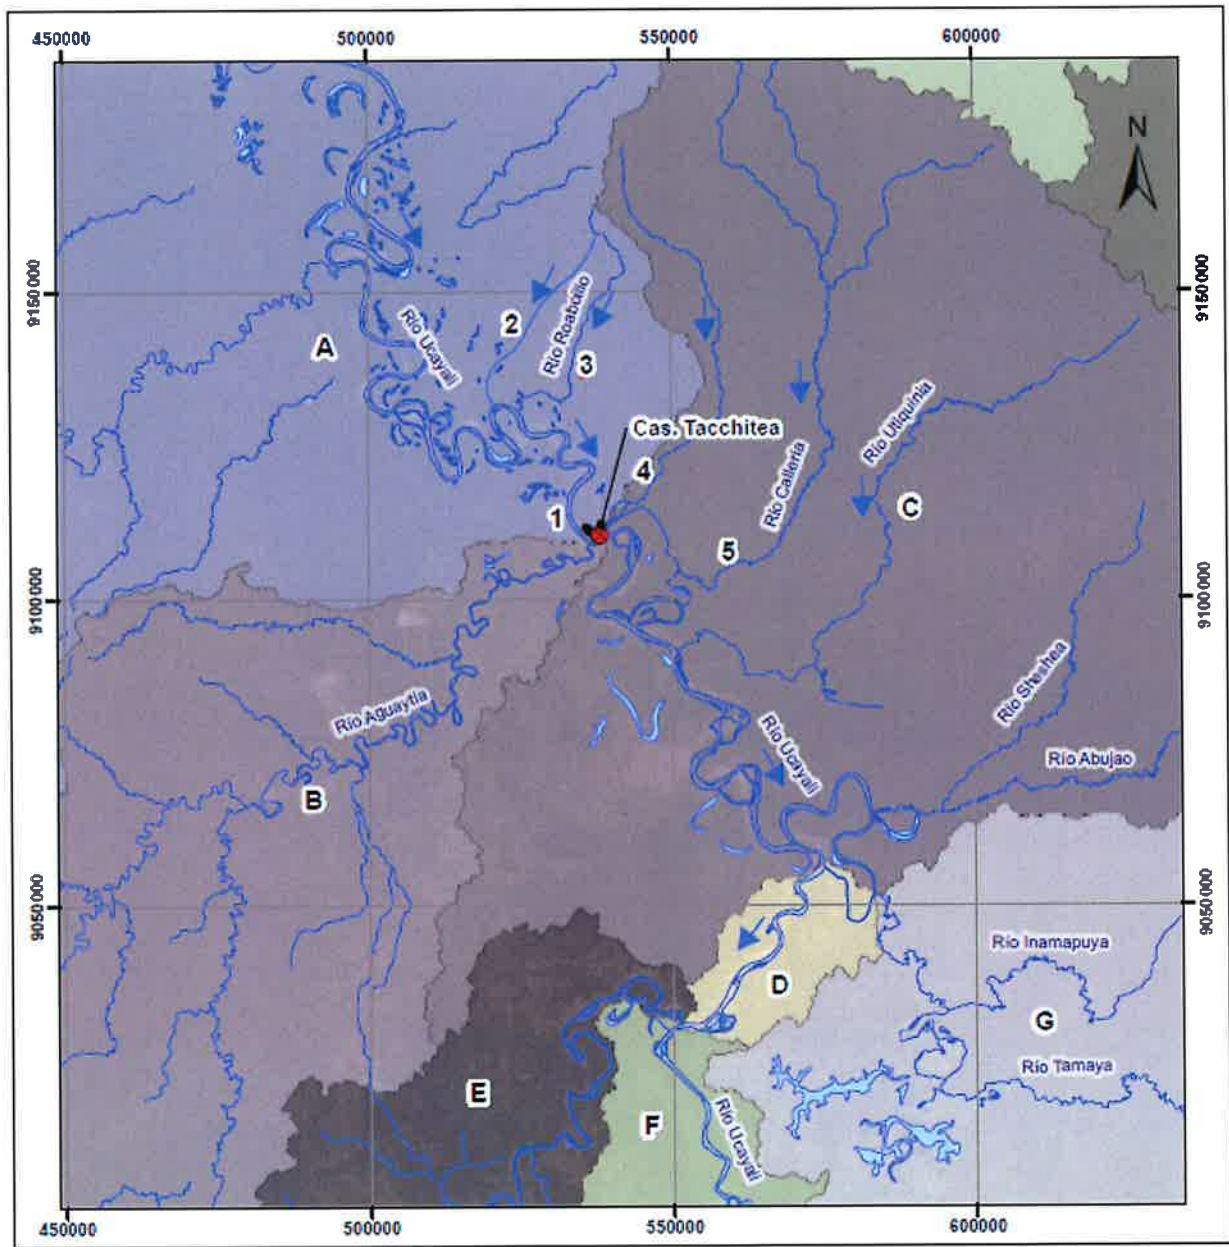 450000
500000
550000
600000
N
9150000
9150000
A
Río Ucayali
2
Río Roaboillo
3
Cas. Tacchitea
4
1
Río Callería
Río Utiquinia
C
5
9100000
9100000
Río Aguaytía
Río Sheshea
Río Ucayali
Río Abujao
B
9050000
9050000
Río Inamapuya
D
G
Río Tamaya
E
F
Río Ucayali
450000
500000
550000
600000